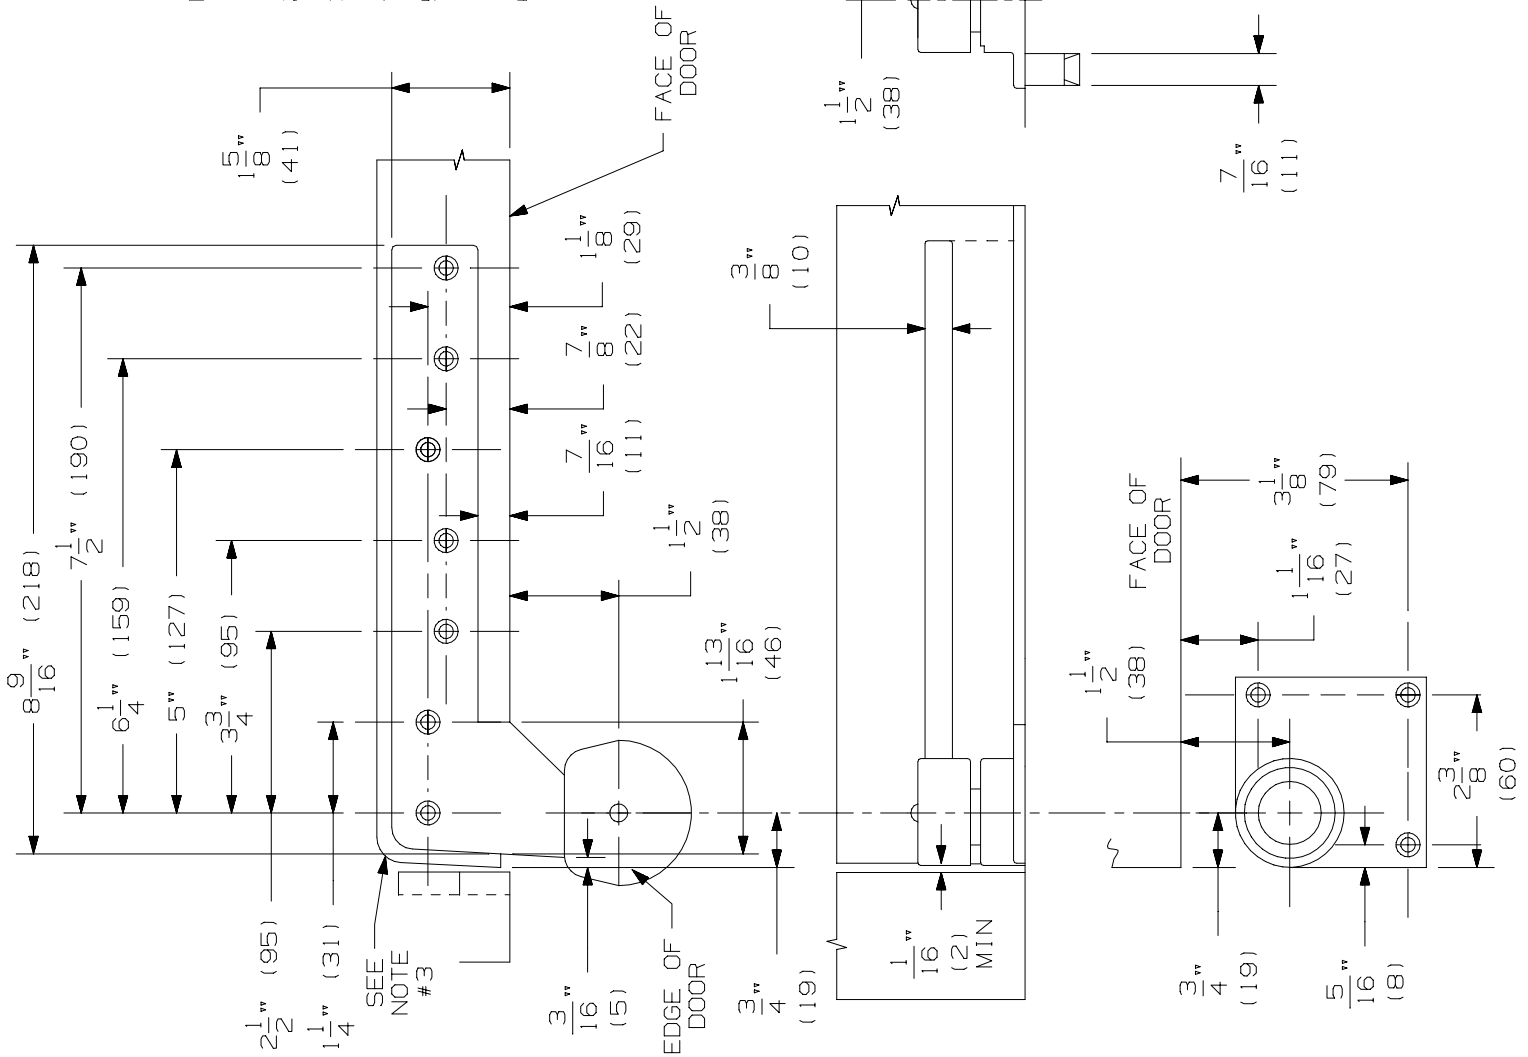 8 9/16" (218)
7 1/2" (190)
6 1/4" (159)
5" (127)
3 3/4" (95)
2 1/2" (95)
1 1/4" (31)
1 5/8"
(41)
SEE
NOTE
#3
3/16"
(5)
7/16"
(11)
7/8"
(22)
1 1/8"
(29)
FACE OF
DOOR
EDGE OF
DOOR
1 1/2"
(38)
1 13/16"
(46)
3/4"
(19)
3/8"
(10)
1 1/2"
(38)
1/16"
(2)
MIN
7/16"
(11)
FACE OF
DOOR
1 1/2"
(38)
3/4"
(19)
1 1/16"
(27)
3 1/8"
(79)
5/16"
(8)
2 3/8"
(60)